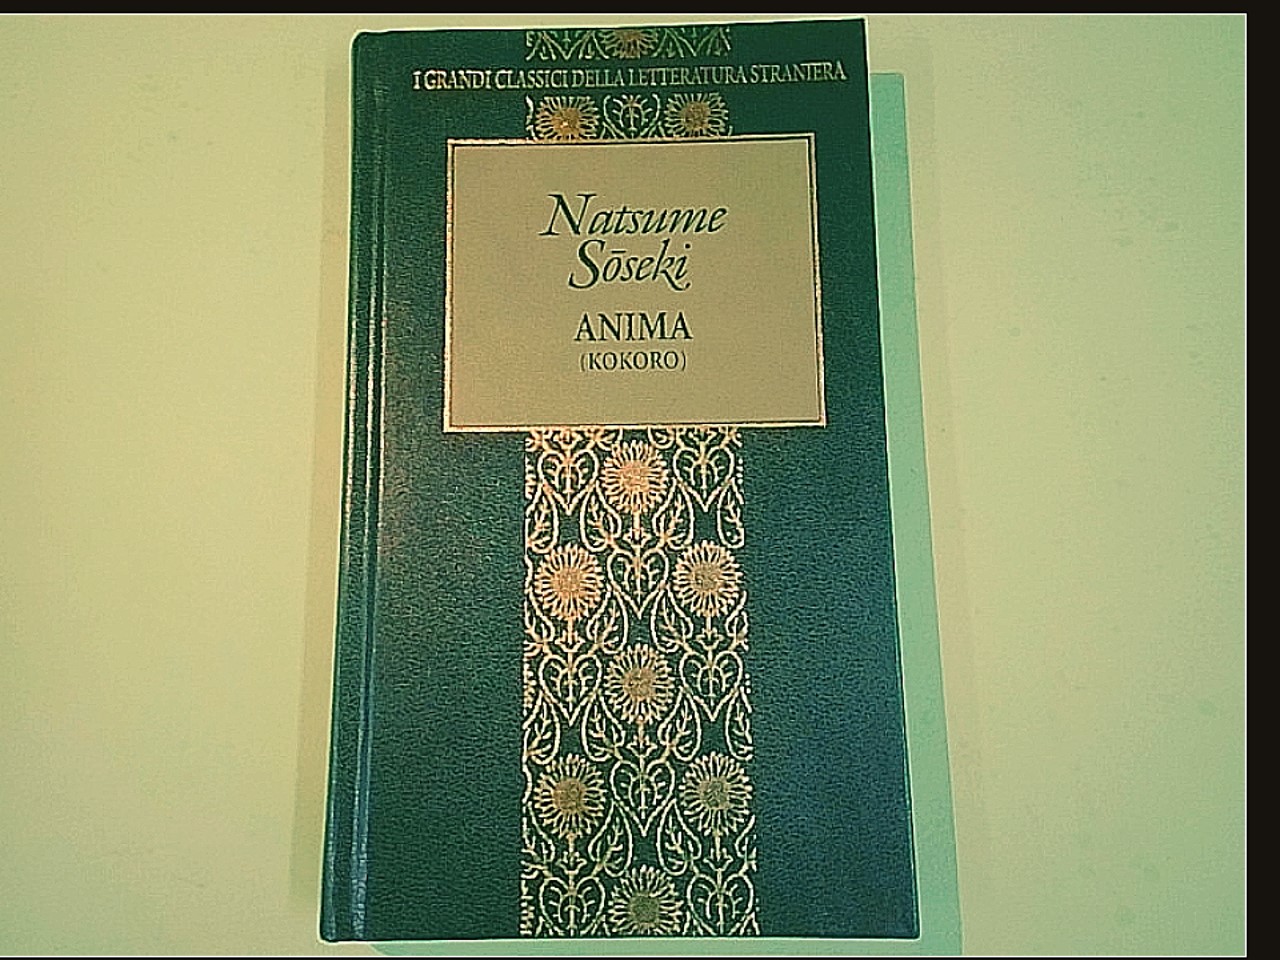 I GRANDI CLASSICI DELLA LETTERATURA STRANIERA
Natsume
Sōseki
ANIMA
(KOKORO)